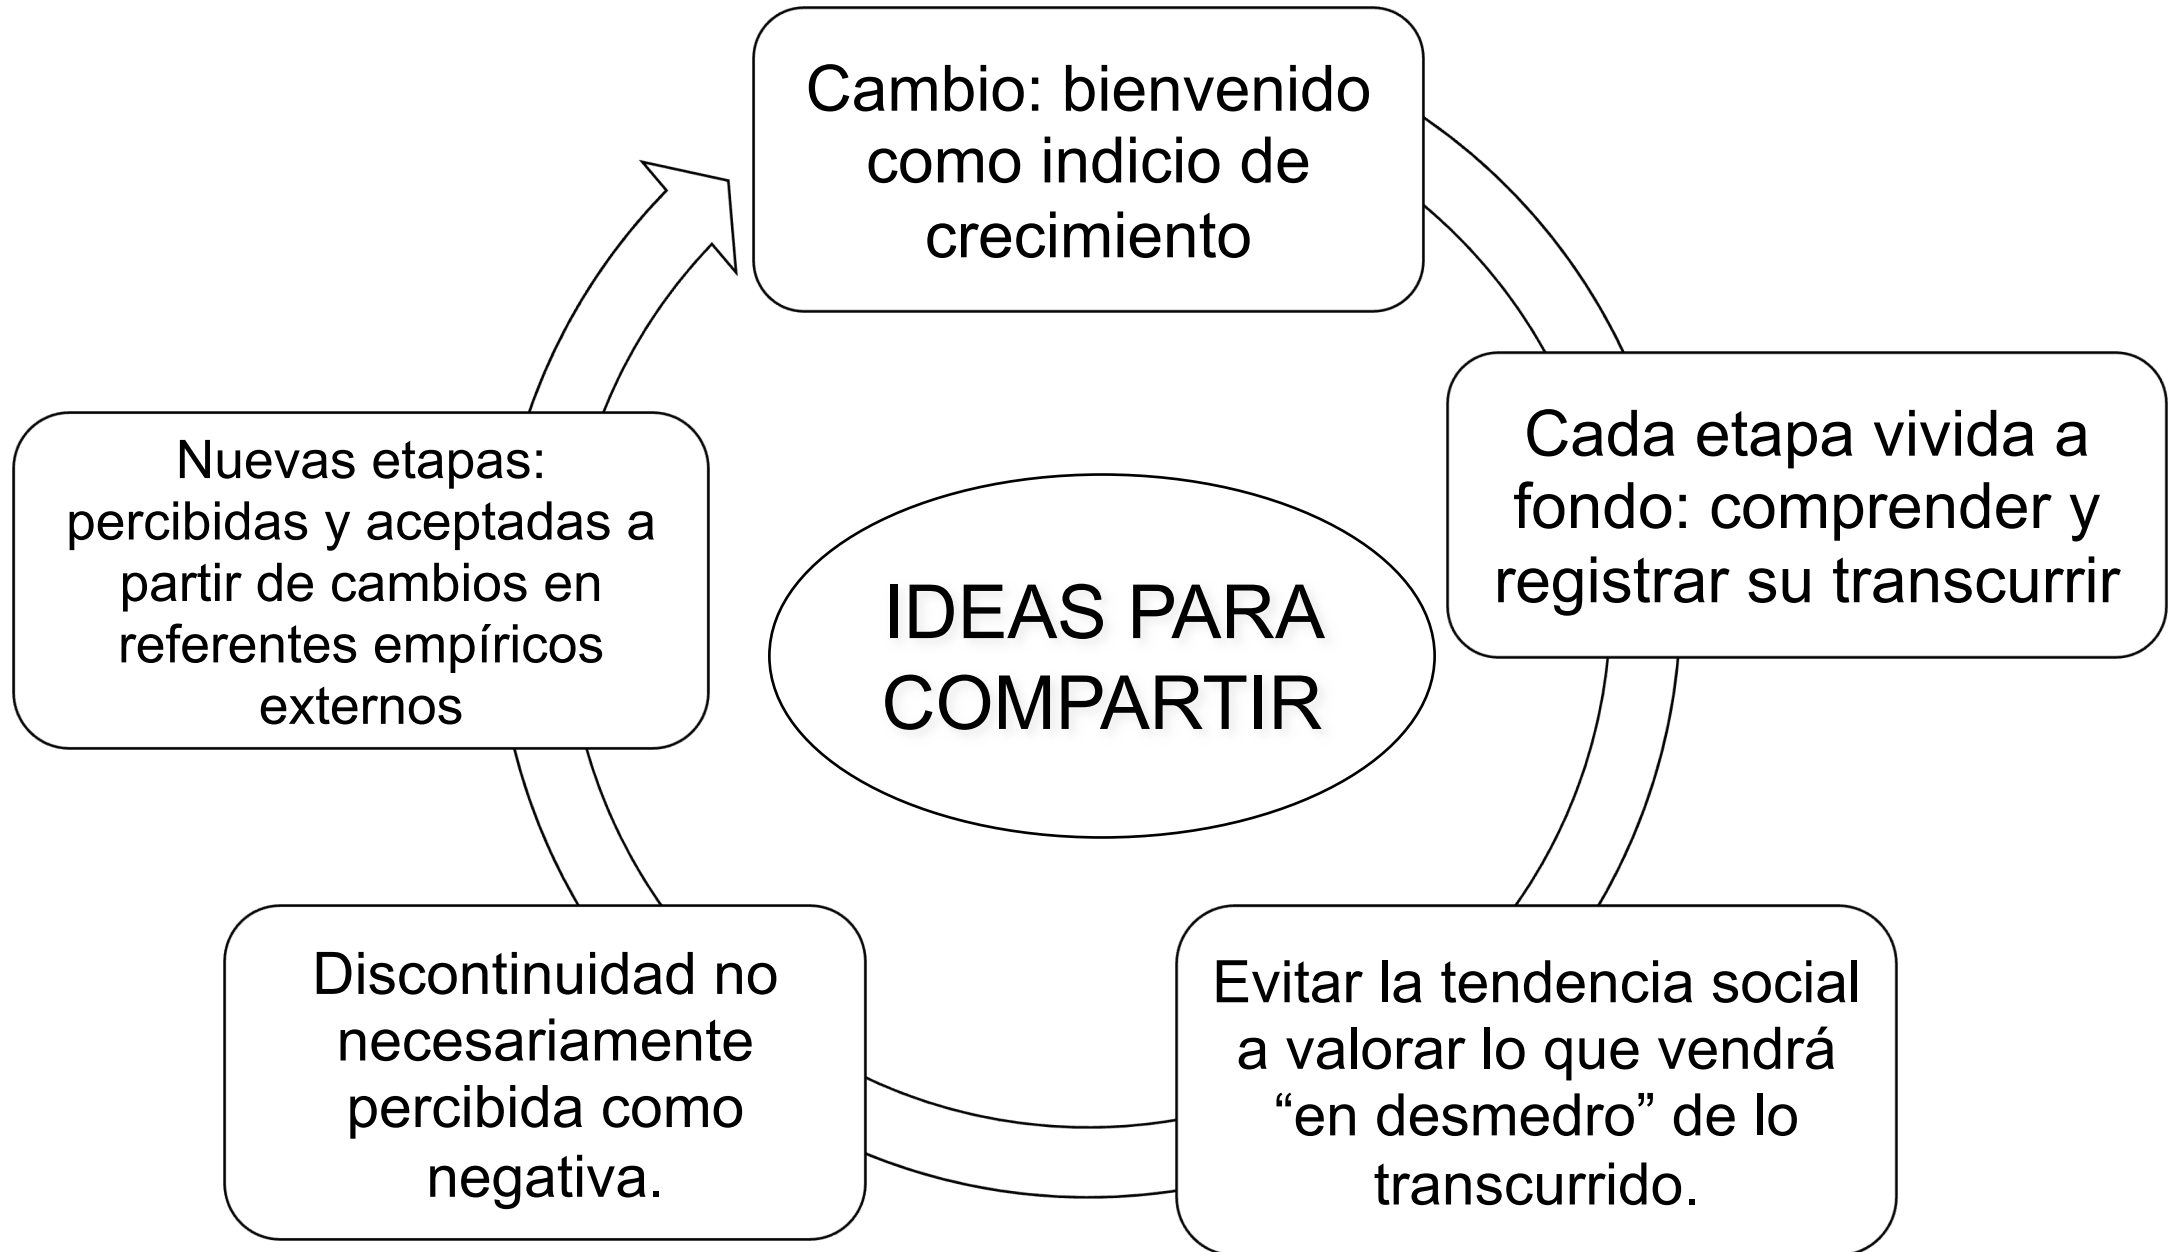 Cambio: bienvenido
como indicio de
crecimiento
Cada etapa vivida a
fondo: comprender y
registrar su transcurrir
Evitar la tendencia social
a valorar lo que vendrá
“en desmedro” de lo
transcurrido.
Discontinuidad no
necesariamente
percibida como
negativa.
Nuevas etapas:
percibidas y aceptadas a
partir de cambios en
referentes empíricos
externos
IDEAS PARA
COMPARTIR